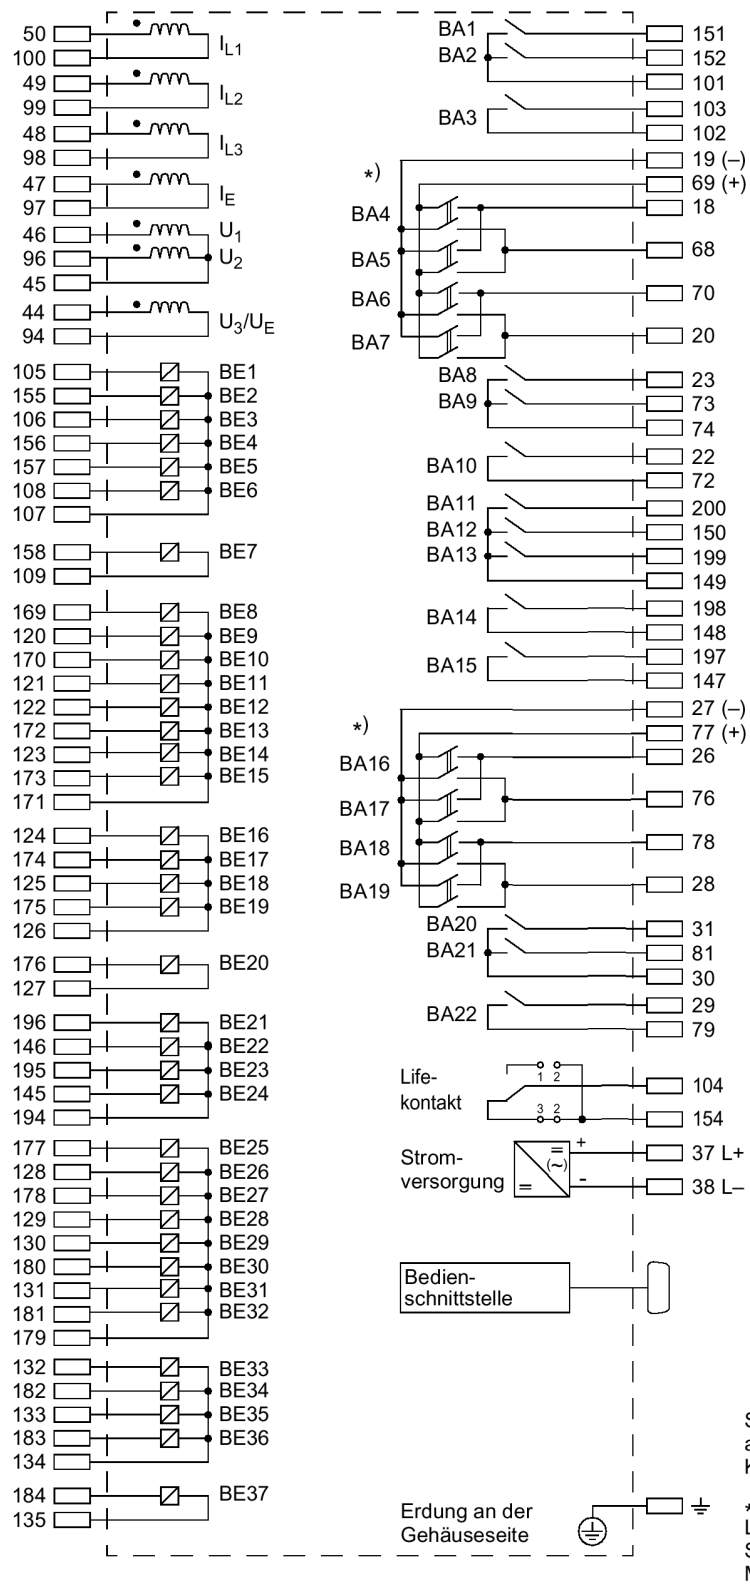 50
100
I L1
49
99
I L2
48
98
I L3
47
97
I E
46
U1
96
U2
45
44
94
U3/UE
105 BE1
155 BE2
106 BE3
156 BE4
157 BE5
108 BE6
107
158 BE7
109
169 BE8
120 BE9
170 BE10
121 BE11
122 BE12
172 BE13
123 BE14
173 BE15
171
124 BE16
174 BE17
125 BE18
175 BE19
126
176 BE20
127
196 BE21
146 BE22
195 BE23
145 BE24
194
177 BE25
128 BE26
178 BE27
129 BE28
130 BE29
180 BE30
131 BE31
181 BE32
179
132 BE33
182 BE34
133 BE35
183 BE36
134
184 BE37
135
BA1 151
BA2 152
101
BA3 103
102
*)
19 (–)
69 (+)
BA4 18
BA5 68
BA6 70
BA7 20
BA8 23
BA9 73
74
BA10 22
72
BA11 200
BA12 150
BA13 199
149
BA14 198
148
BA15 197
147
*)
27 (–)
77 (+)
BA16 26
BA17 76
BA18 78
BA19 28
BA20 31
BA21 81
30
BA22 29
79
Life-
kontakt
1 2
3 2
104
154
Strom-
versorgung
=
(~)
=
+
-
37 L+
38 L–
Bedien-
schnittstelle
Erdung an der
Gehäuseseite